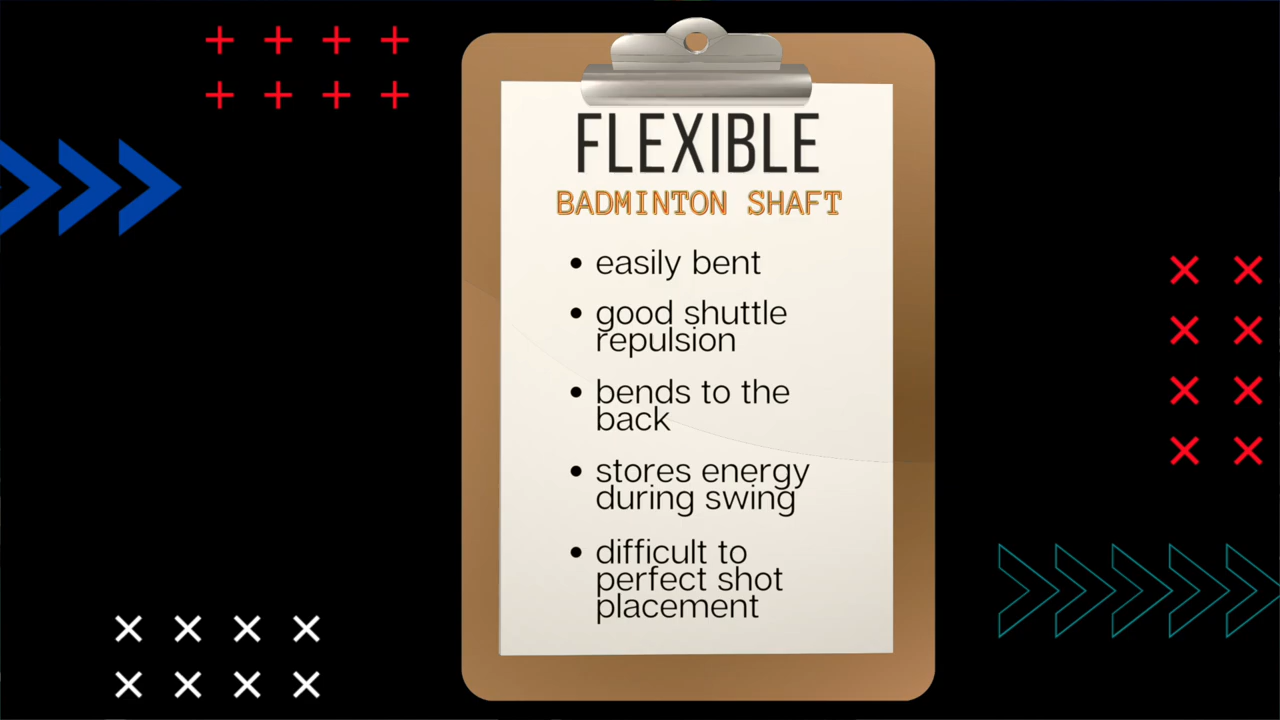 FLEXIBLE
BADMINTON SHAFT
• easily bent
• good shuttle
repulsion
• bends to the
back
• stores energy
during swing
• difficult to
perfect shot
placement